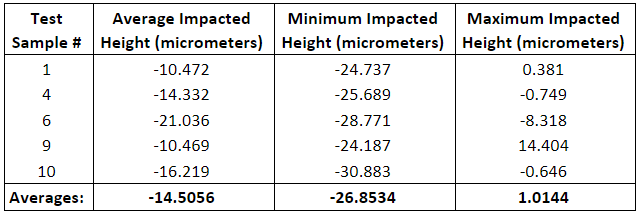 Test Average Impacted Minimum Impacted Maximum Impacted
Sample # Height (micrometers) Height (micrometers) Height (micrometers)
1 -10.472 -24.737 0.381
4 -14.332 -25.689 -0.749
6 -21.036 -28.771 -8.318
9 -10.469 -24.187 14.404
10 -16.219 -30.883 -0.646
Averages: -14.5056 -26.8534 1.0144